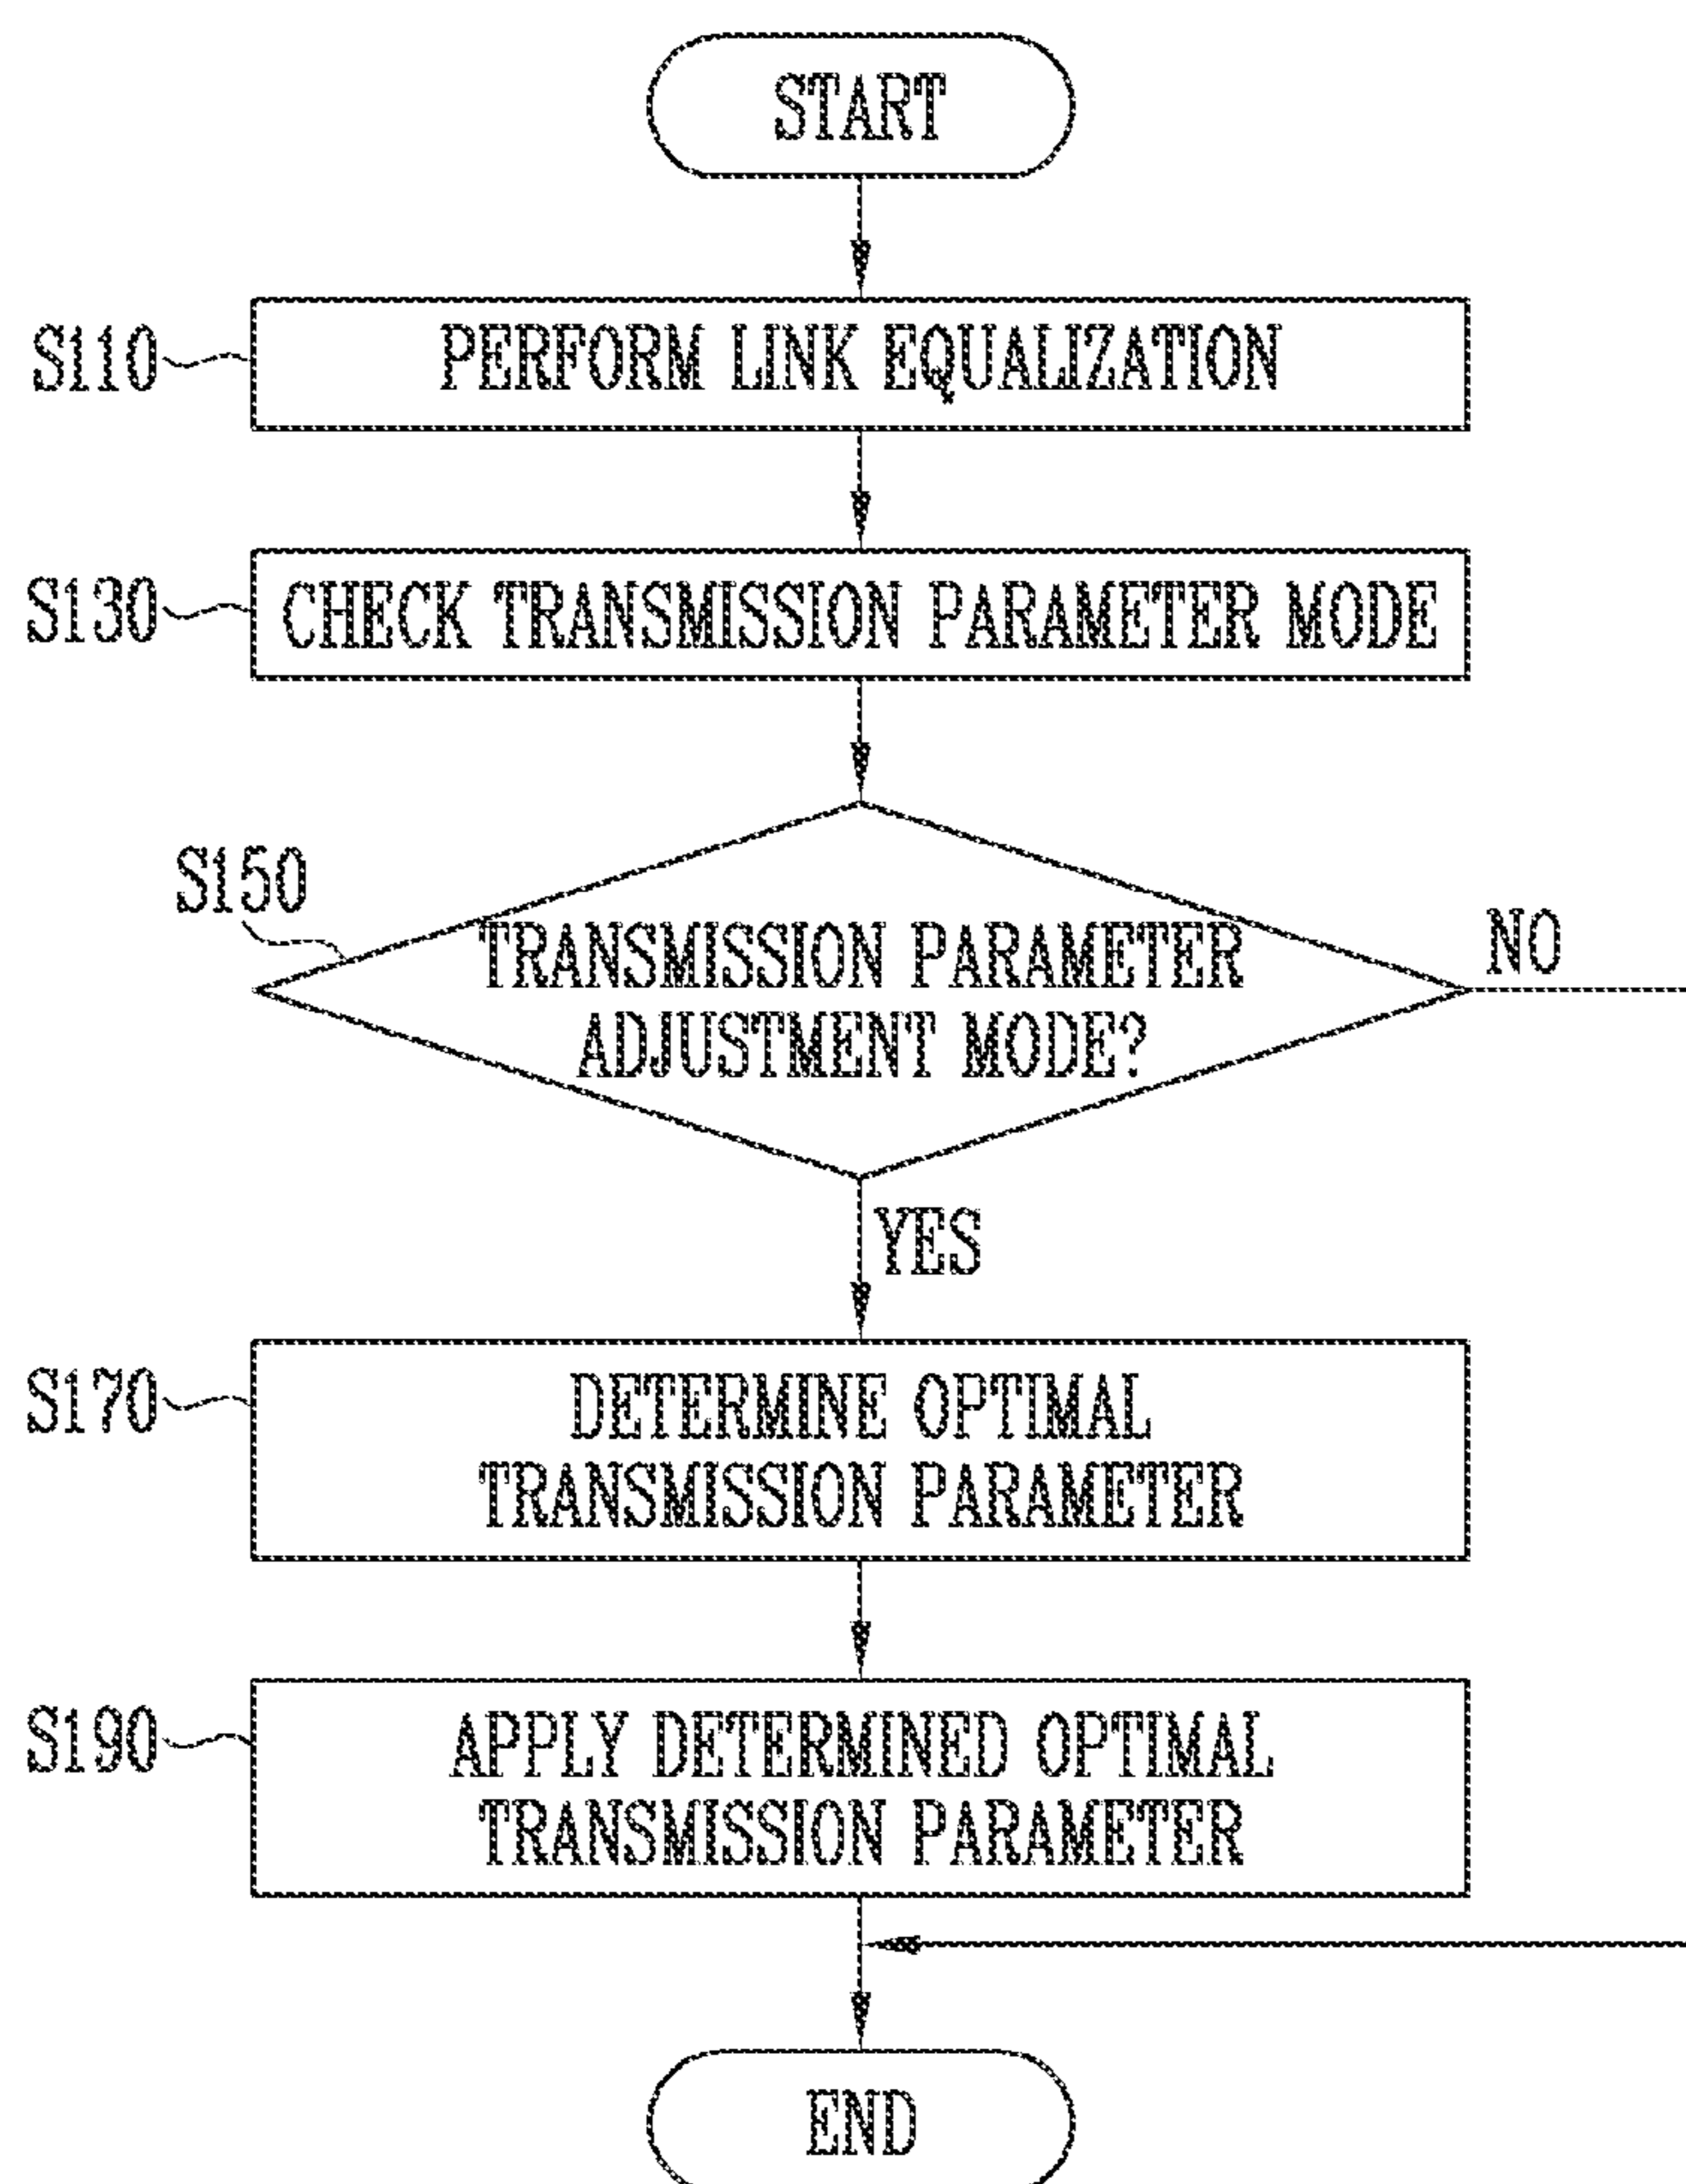 START
S110
PERFORM LINK EQUALIZATION
S130
CHECK TRANSMISSION PARAMETER MODE
S150
TRANSMISSION PARAMETER
ADJUSTMENT MODE?
NO
YES
S170
DETERMINE OPTIMAL
TRANSMISSION PARAMETER
S190
APPLY DETERMINED OPTIMAL
TRANSMISSION PARAMETER
END